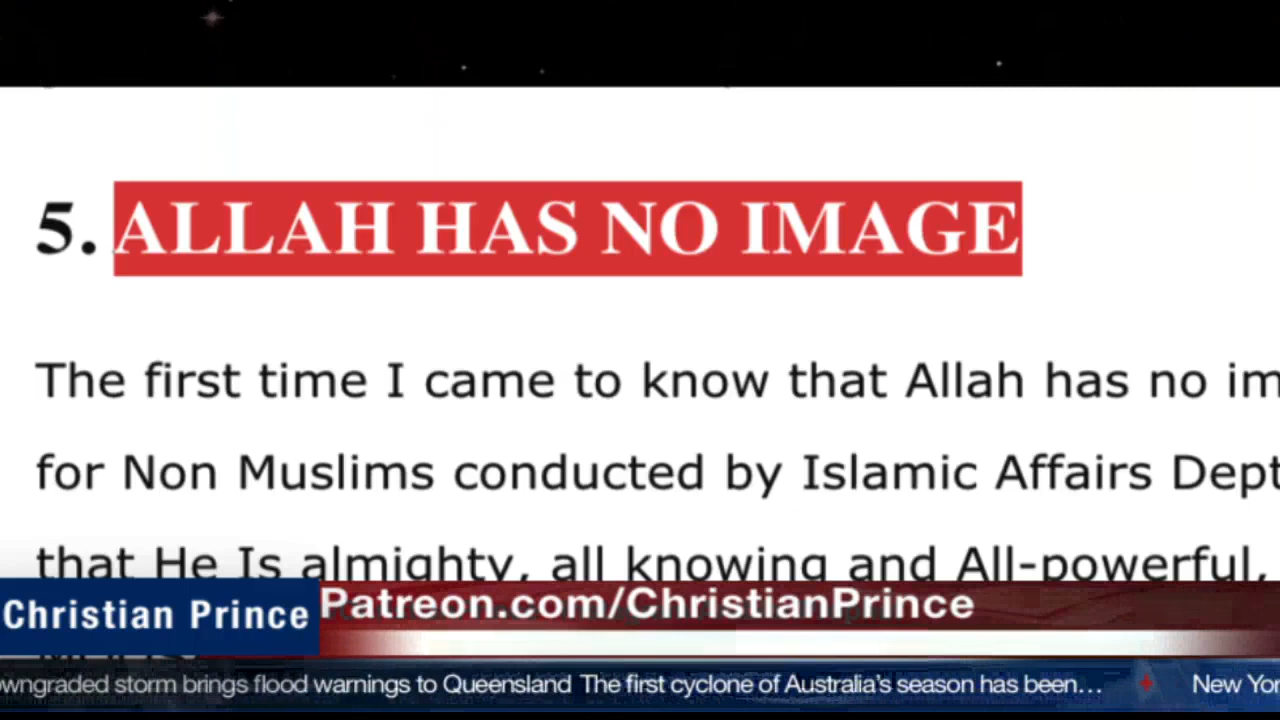 5. ALLAH HAS NO IMAGE
The first time I came to know that Allah has no im
for Non Muslims conducted by Islamic Affairs Dept
that He Is almighty, all knowing and All-powerful,
Christian Prince
Patreon.com/ChristianPrince
wngraded storm brings flood warnings to Queensland The first cyclone of Australia's season has been... New Yor